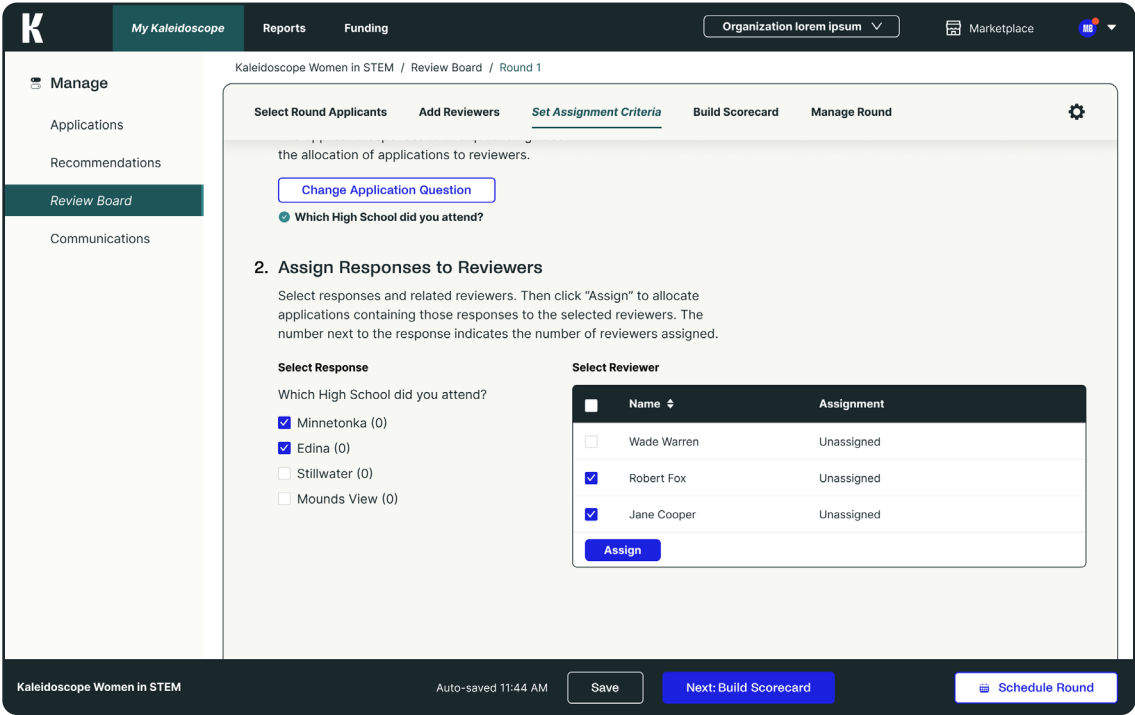 K
My Kaleidoscope
Reports
Funding
Organization lorem ipsum
Marketplace
MB
Manage
Applications
Recommendations
Review Board
Communications
Kaleidoscope Women in STEM / Review Board / Round 1
Select Round Applicants
Add Reviewers
Set Assignment Criteria
Build Scorecard
Manage Round
the allocation of applications to reviewers.
Change Application Question
Which High School did you attend?
2. Assign Responses to Reviewers
Select responses and related reviewers. Then click “Assign” to allocate
applications containing those responses to the selected reviewers. The
number next to the response indicates the number of reviewers assigned.
Select Response
Which High School did you attend?
Minnetonka (0)
Edina (0)
Stillwater (0)
Mounds View (0)
Select Reviewer
Name Assignment
Wade Warren Unassigned
Robert Fox Unassigned
Jane Cooper Unassigned
Assign
Kaleidoscope Women in STEM
Auto-saved 11:44 AM
Save
Next: Build Scorecard
Schedule Round